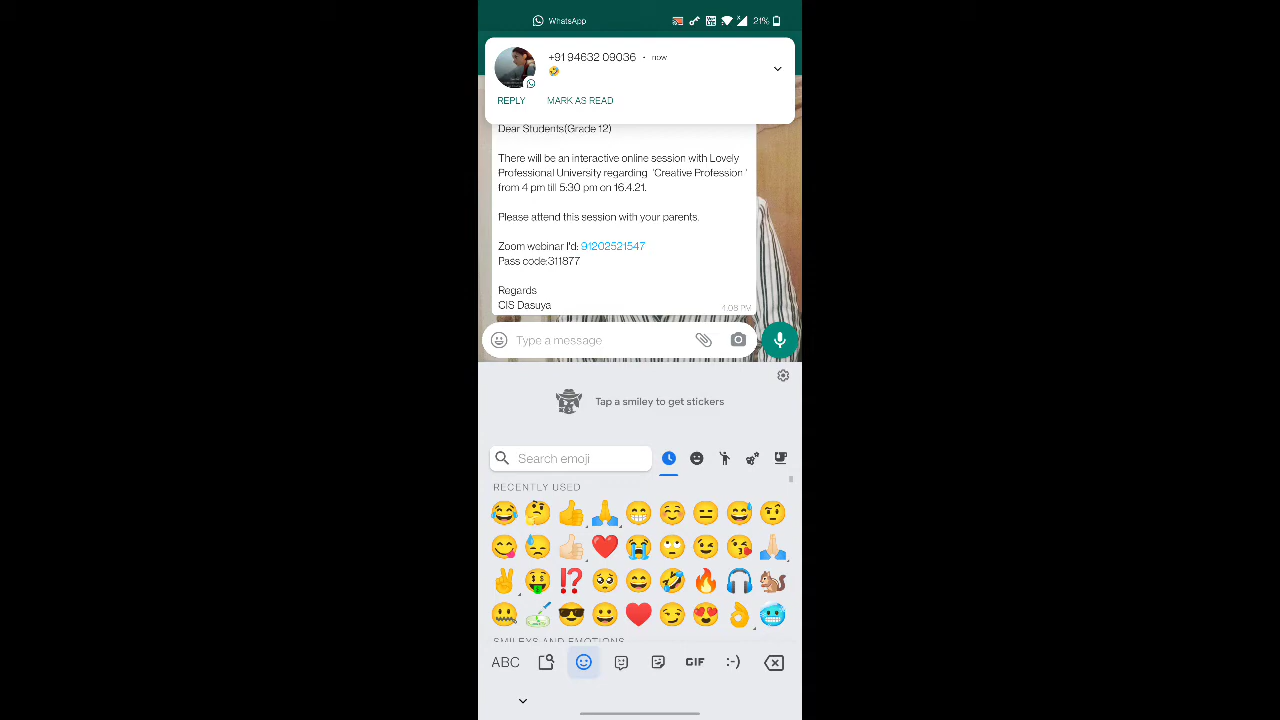 WhatsApp
21%
+91 94632 09036 • now
🤣
REPLY MARK AS READ
Dear Students(Grade 12)
There will be an interactive online session with Lovely
Professional University regarding 'Creative Profession '
from 4 pm till 5:30 pm on 16.4.21.
Please attend this session with your parents.
Zoom webinar I'd: 91202521547
Pass code:311877
Regards
CIS Dasuya
4:08 PM
Type a message
Tap a smiley to get stickers
Search emoji
RECENTLY USED
SMILEYS AND EMOTIONS
ABC GIF :-)